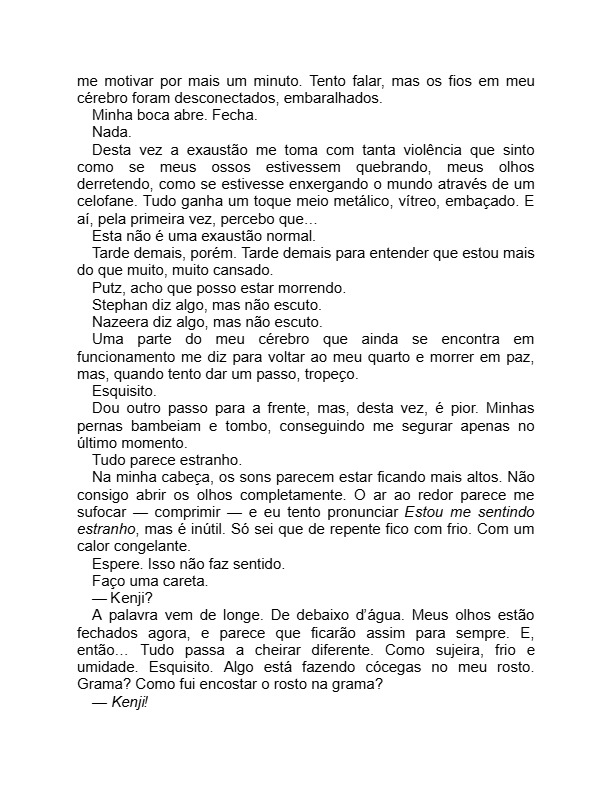 me motivar por mais um minuto. Tento falar, mas os fios em meu
cérebro foram desconectados, embaralhados.
Minha boca abre. Fecha.
Nada.
Desta vez a exaustão me toma com tanta violência que sinto
como se meus ossos estivessem quebrando, meus olhos
derretendo, como se estivesse enxergando o mundo através de um
celofane. Tudo ganha um toque meio metálico, vítreo, embaçado. E
aí, pela primeira vez, percebo que…
Esta não é uma exaustão normal.
Tarde demais, porém. Tarde demais para entender que estou mais
do que muito, muito cansado.
Putz, acho que posso estar morrendo.
Stephan diz algo, mas não escuto.
Nazeera diz algo, mas não escuto.
Uma parte do meu cérebro que ainda se encontra em
funcionamento me diz para voltar ao meu quarto e morrer em paz,
mas, quando tento dar um passo, tropeço.
Esquisito.
Dou outro passo para a frente, mas, desta vez, é pior. Minhas
pernas bambeiam e tombo, conseguindo me segurar apenas no
último momento.
Tudo parece estranho.
Na minha cabeça, os sons parecem estar ficando mais altos. Não
consigo abrir os olhos completamente. O ar ao redor parece me
sufocar — comprimir — e eu tento pronunciar Estou me sentindo
estranho, mas é inútil. Só sei que de repente fico com frio. Com um
calor congelante.
Espere. Isso não faz sentido.
Faço uma careta.
— Kenji?
A palavra vem de longe. De debaixo d’água. Meus olhos estão
fechados agora, e parece que ficarão assim para sempre. E,
então… Tudo passa a cheirar diferente. Como sujeira, frio e
umidade. Esquisito. Algo está fazendo cócegas no meu rosto.
Grama? Como fui encostar o rosto na grama?
— Kenji!